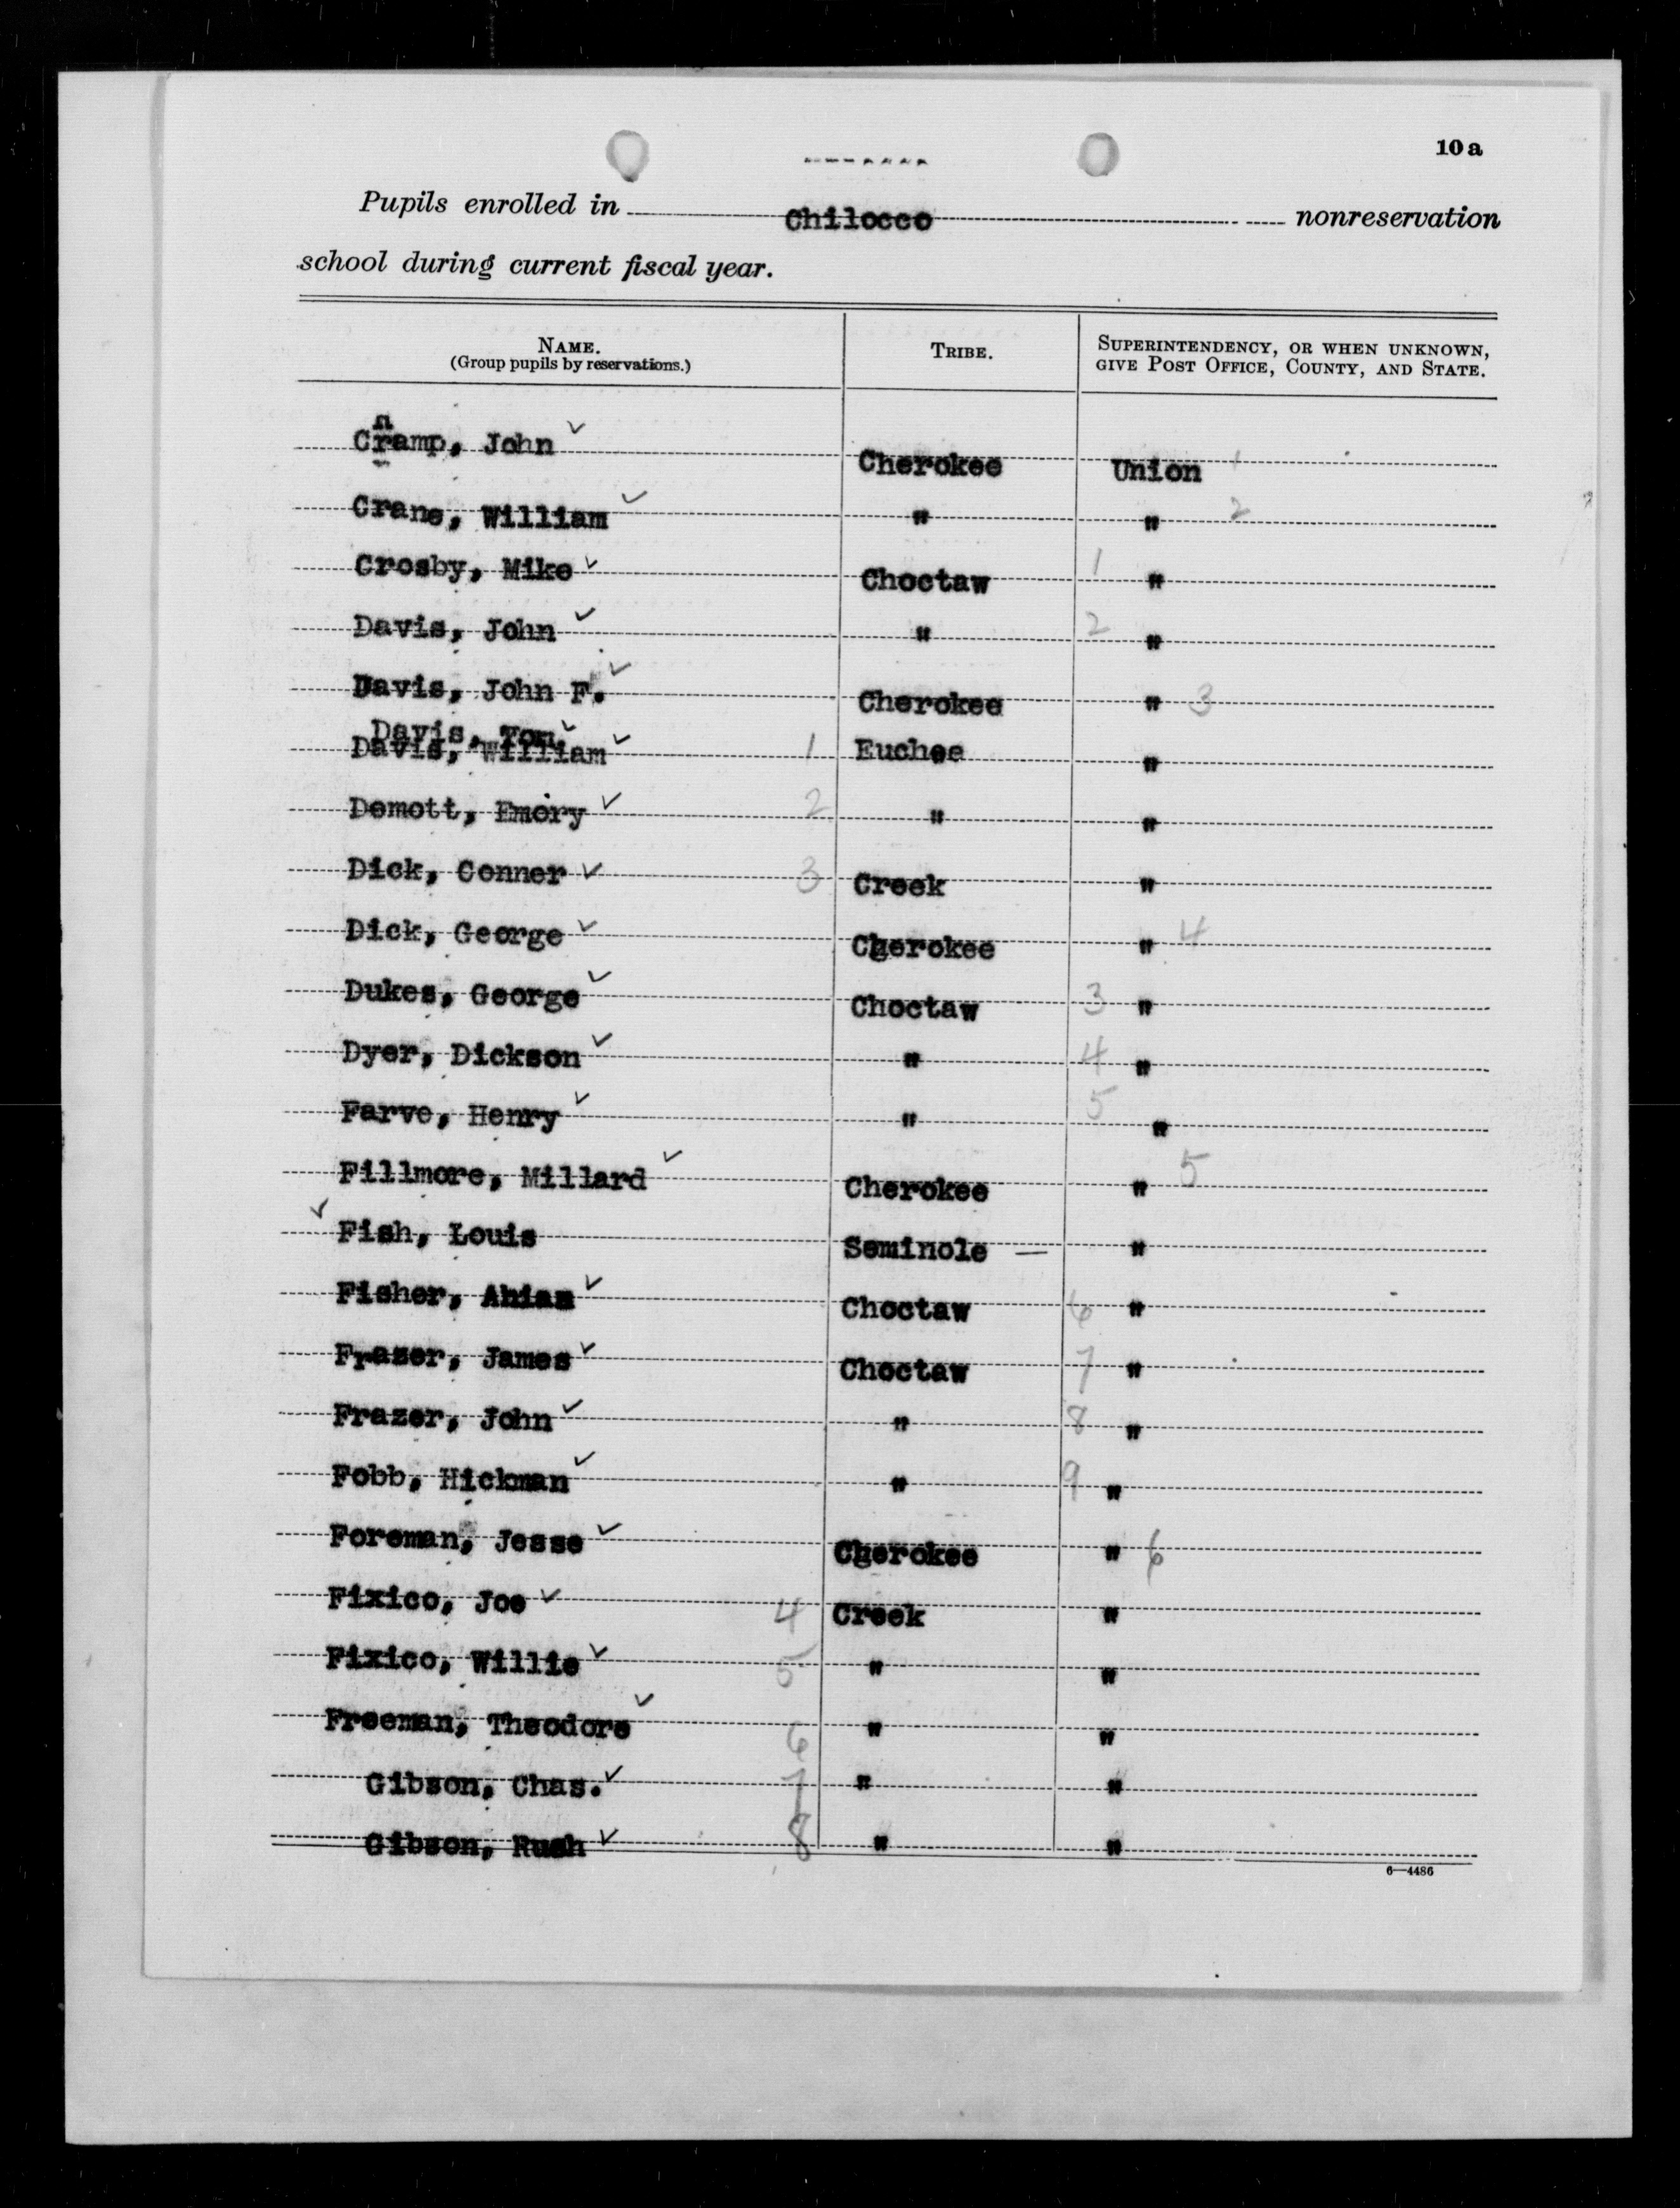 10a
Pupils enrolled in Chilocco nonreservation
school during current fiscal year.
NAME. (Group pupils by reservations.) TRIBE. SUPERINTENDENCY, OR WHEN UNKNOWN, GIVE POST OFFICE, COUNTY, AND STATE.
n
Cramp, John ✓ Cherokee Union 1
Crane, William ✓ " " 2
Crosby, Mike ✓ Choctaw 1 "
Davis, John ✓ " 2 "
Davis, John F. ✓ Cherokee " 3
Davis, Tom ✓
Davis, William ✓ 1 Euchee "
Demott, Emory ✓ 2 " "
Dick, Conner ✓ 3 Creek "
Dick, George ✓ Cherokee " 4
Dukes, George ✓ Choctaw 3 "
Dyer, Dickson ✓ " 4 "
Farve, Henry ✓ " 5 "
Fillmore, Millard ✓ Cherokee " 5
✓ Fish, Louis Seminole — "
Fisher, ✓ Choctaw 6 "
Frazer, James ✓ Choctaw 7 "
Frazer, John ✓ " 8 "
Fobb, Hickman ✓ " 9 "
Foreman, Jesse ✓ Cherokee " 6
Fixico, Joe ✓ 4 Creek "
Fixico, Willie ✓ 5 " "
Freeman, Theodore ✓ 6 " "
Gibson, Chas. ✓ 7 " "
Gibson, Rush ✓ 8 " "
6—4486